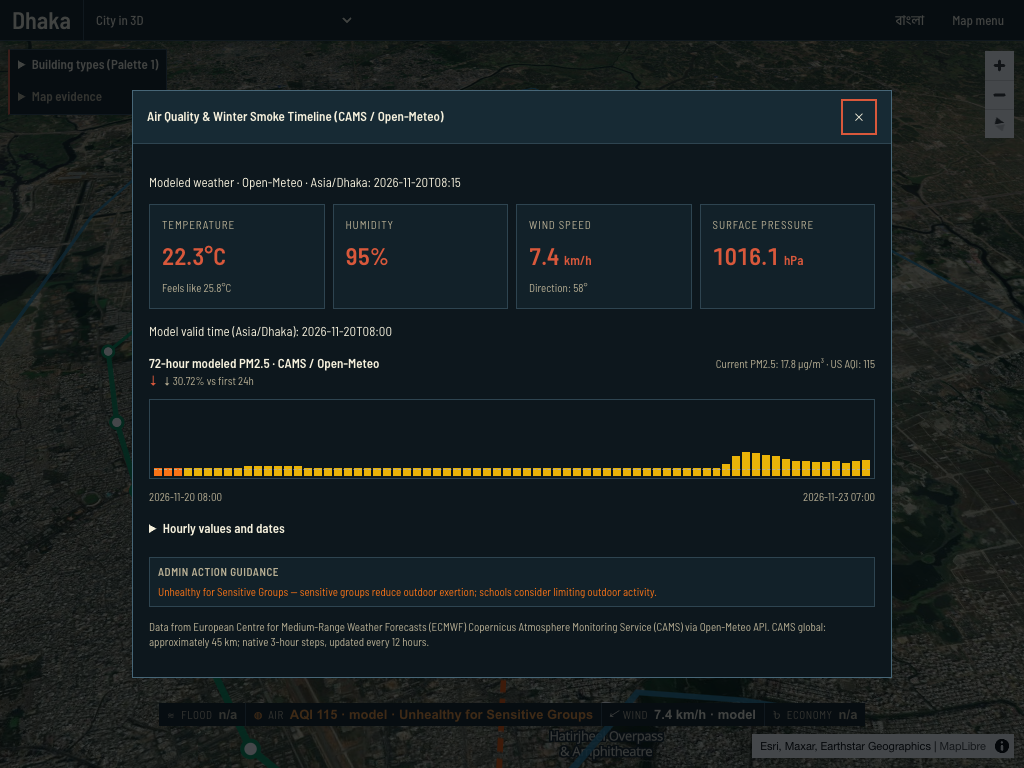 Dhaka
City in 3D
বাংলা
Map menu
Building types (Palette 1)
Map evidence
Air Quality & Winter Smoke Timeline (CAMS / Open-Meteo)
Modeled weather · Open-Meteo · Asia/Dhaka: 2026-11-20T08:15
TEMPERATURE
22.3°C
Feels like 25.8°C
HUMIDITY
95%
WIND SPEED
7.4 km/h
Direction: 58°
SURFACE PRESSURE
1016.1 hPa
Model valid time (Asia/Dhaka): 2026-11-20T08:00
72-hour modeled PM2.5 · CAMS / Open-Meteo
Current PM2.5: 17.8 µg/m³ · US AQI: 115
↓ ↓ 30.72% vs first 24h
2026-11-20 08:00
2026-11-23 07:00
Hourly values and dates
ADMIN ACTION GUIDANCE
Unhealthy for Sensitive Groups — sensitive groups reduce outdoor exertion; schools consider limiting outdoor activity.
Data from European Centre for Medium-Range Weather Forecasts (ECMWF) Copernicus Atmosphere Monitoring Service (CAMS) via Open-Meteo API. CAMS global:
approximately 45 km; native 3-hour steps, updated every 12 hours.
FLOOD n/a
AIR AQI 115 · model · Unhealthy for Sensitive Groups
WIND 7.4 km/h · model
৳ ECONOMY n/a
Hatirjheel Overpass
& Amphitheatre
Esri, Maxar, Earthstar Geographics | MapLibre